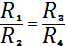 R₁/R₂ = R₃/R₄